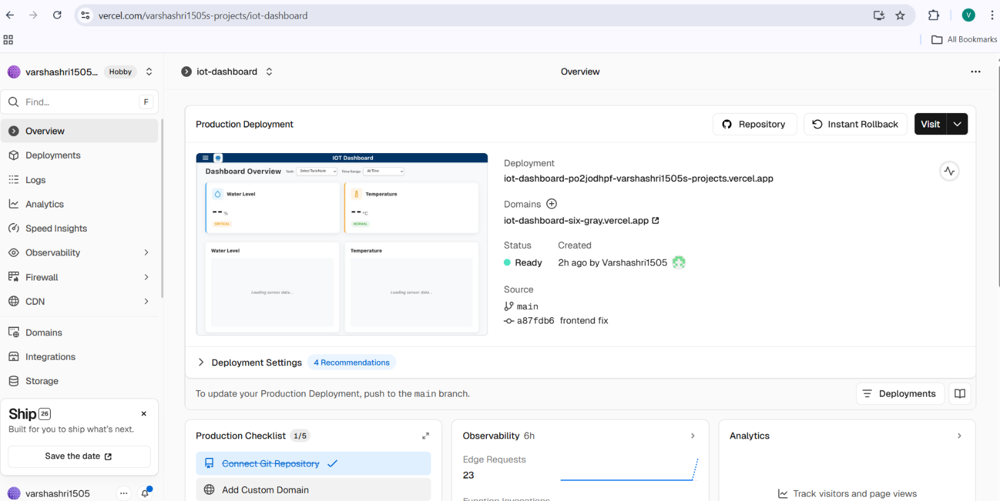 vercel.com/varshashri1505s-projects/iot-dashboard
V
All Bookmarks
varshashri1505... Hobby
iot-dashboard
Overview
Find... F
Overview
Deployments
Logs
Analytics
Speed Insights
Observability
Firewall
CDN
Domains
Integrations
Storage
Ship 26
Built for you to ship what's next.
Save the date
varshashri1505
Production Deployment
Repository
Instant Rollback
Visit
IOT Dashboard
Dashboard Overview Tank: Select Tank/Node Time Range: All Time
Water Level
-- %
CRITICAL
Temperature
-- °C
NORMAL
Water Level
Loading sensor data...
Temperature
Loading sensor data...
Deployment
iot-dashboard-po2jodhpf-varshashri1505s-projects.vercel.app
Domains
iot-dashboard-six-gray.vercel.app
Status Created
Ready 2h ago by Varshashri1505
Source
main
a87fdb6 frontend fix
Deployment Settings 4 Recommendations
To update your Production Deployment, push to the main branch.
Deployments
Production Checklist 1/5
Connect Git Repository
Add Custom Domain
Observability 6h
Edge Requests
23
Function Invocations
Analytics
Track visitors and page views